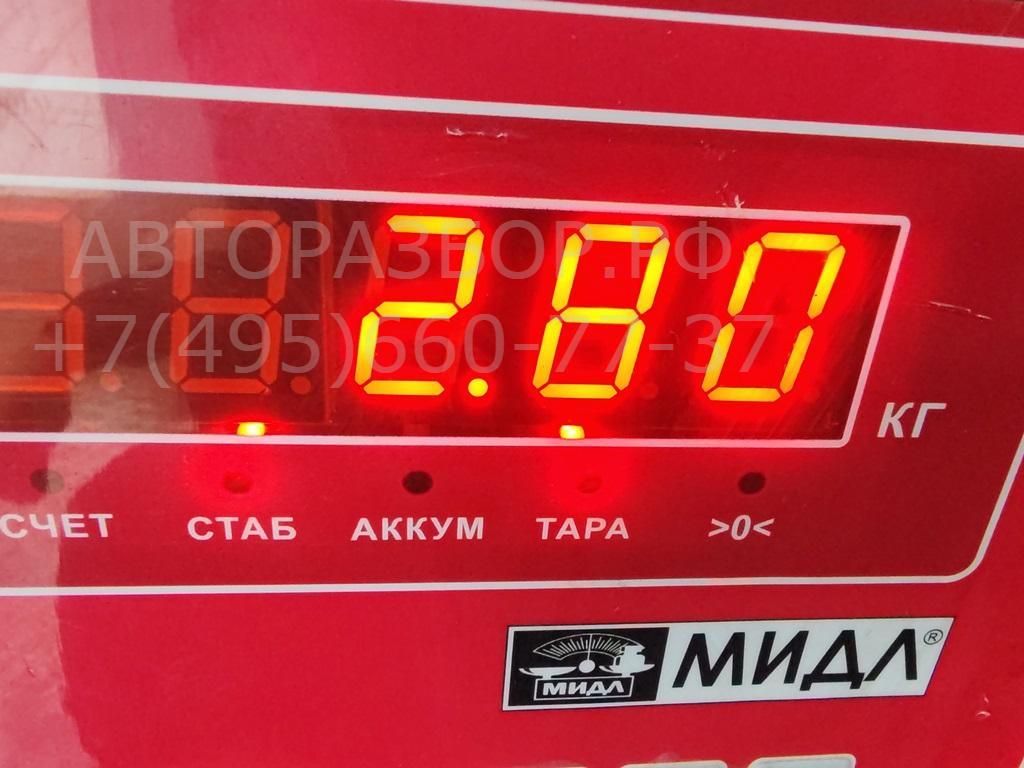 АВТОРАЗБОР.РФ
+7(495)660-77-37
2.80
КГ
СЧЕТ СТАБ АККУМ ТАРА >0<
МИДЛ МИДЛ®